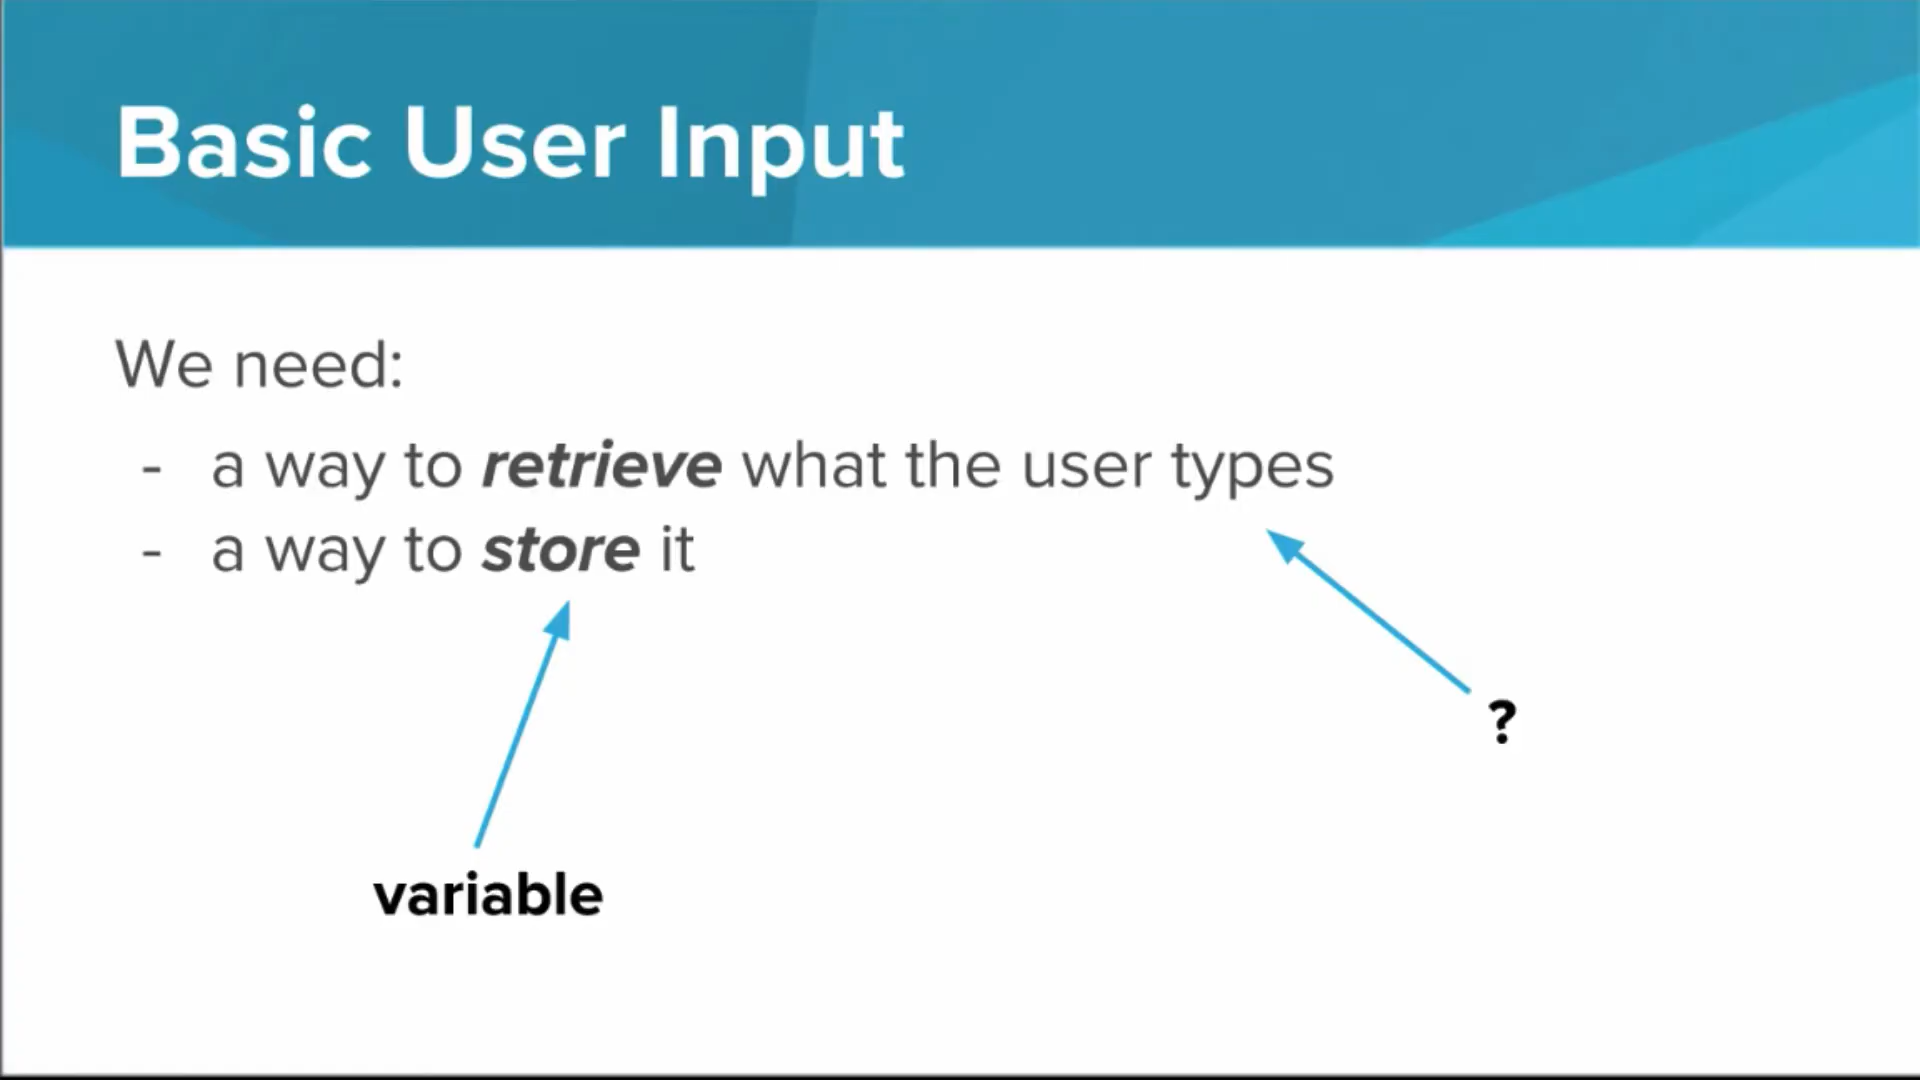 Basic User Input
We need:
- a way to retrieve what the user types
- a way to store it
?
variable